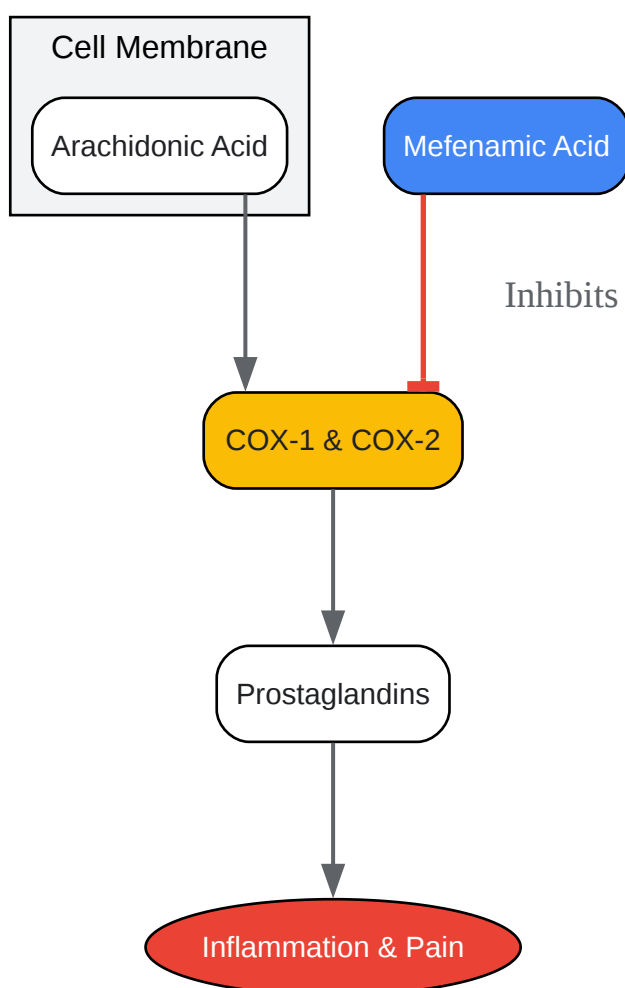 Cell Membrane
Arachidonic Acid
Mefenamic Acid
Inhibits
COX-1 & COX-2
Prostaglandins
Inflammation & Pain